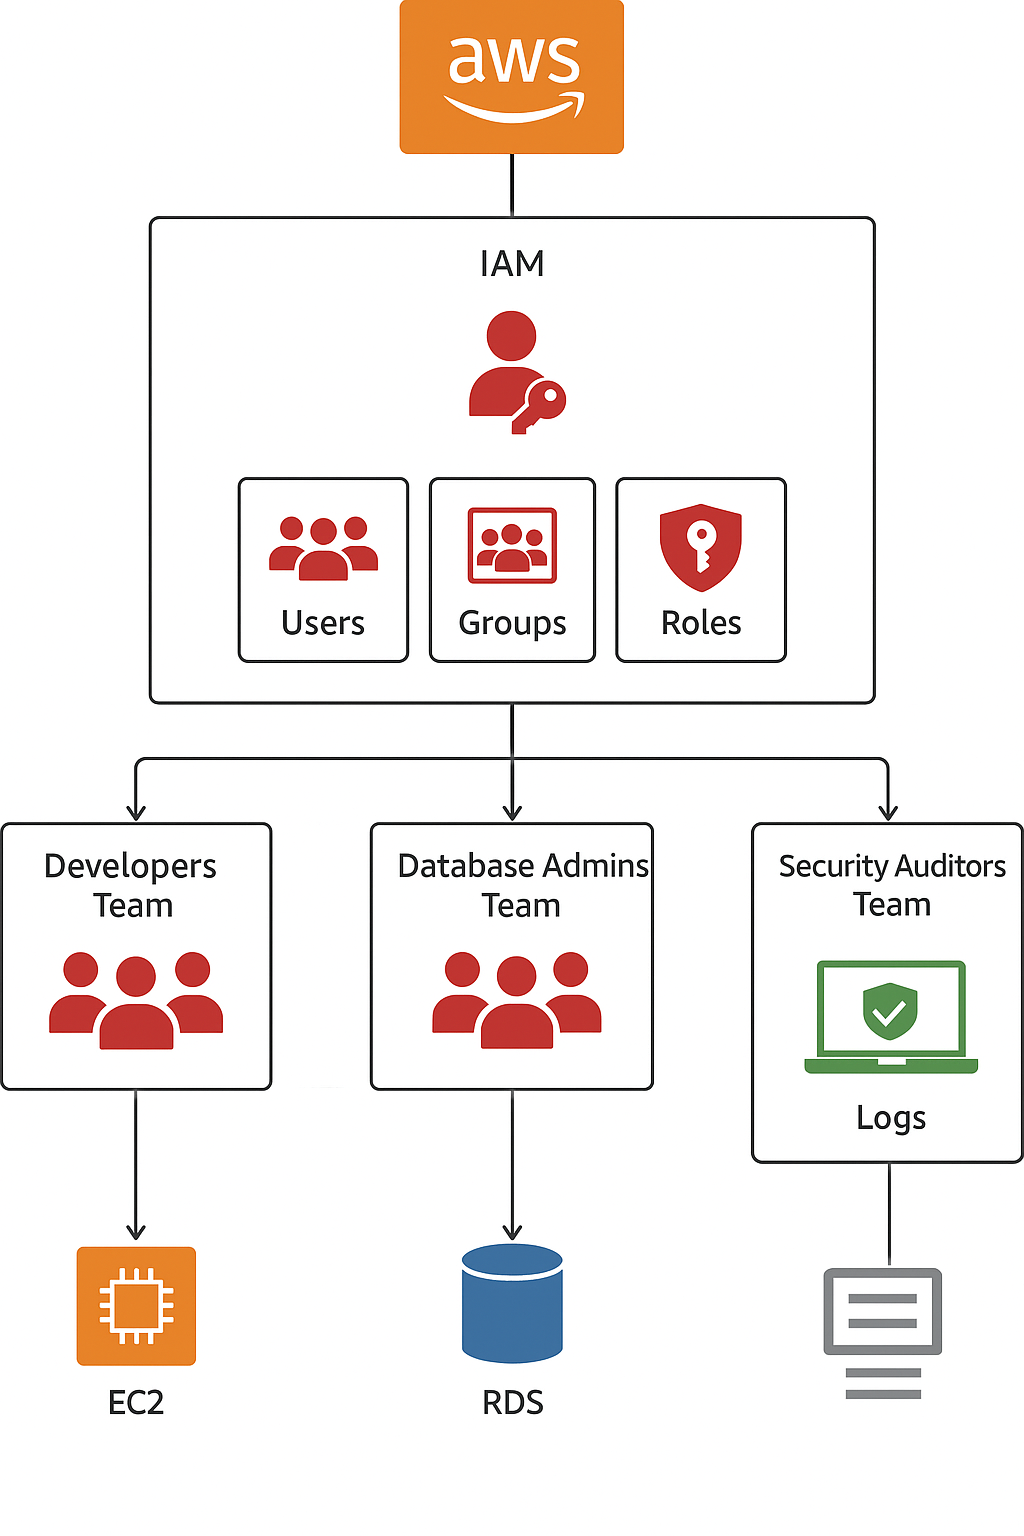 aws
IAM
Users
Groups
Roles
Developers
Team
Database Admins
Team
Security Auditors
Team
Logs
EC2
RDS